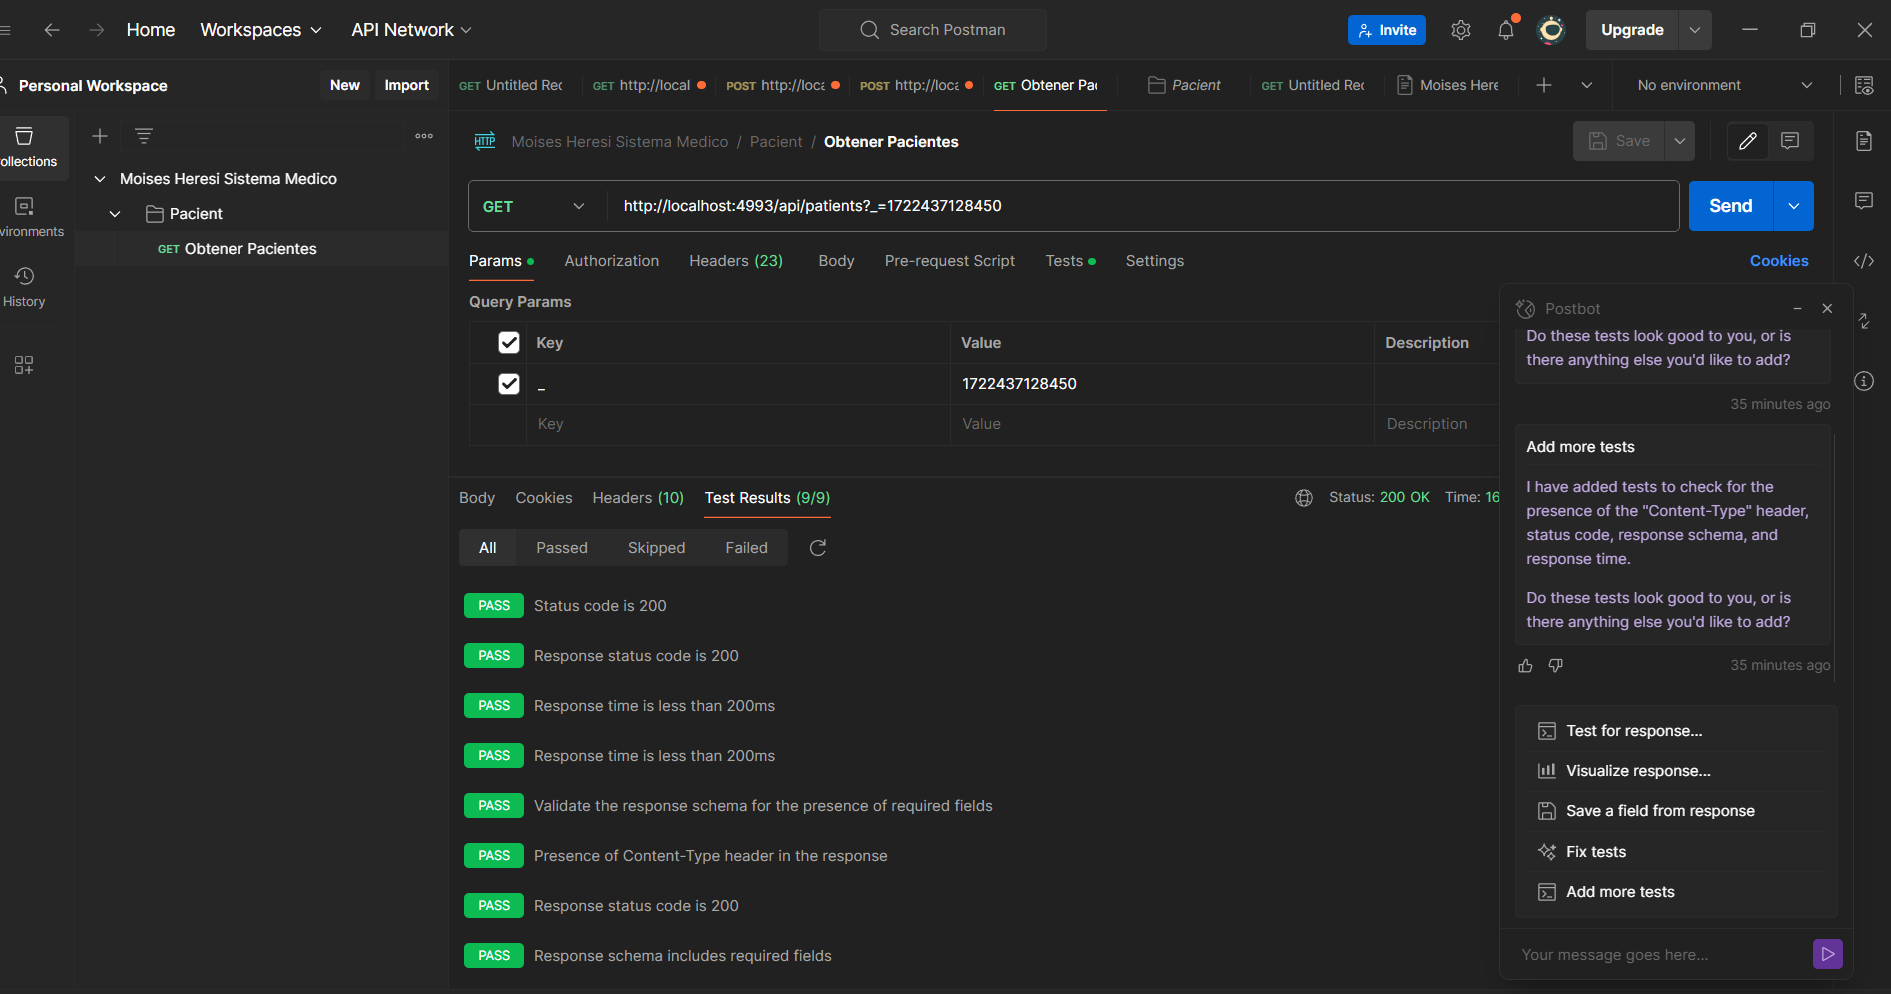 Home Workspaces API Network Search Postman Invite Upgrade
Personal Workspace New Import GET Untitled Rec GET http://local POST http://loca POST http://loca GET Obtener Pa Pacient GET Untitled Rec Moises Here No environment
ollections
Moises Heresi Sistema Medico / Pacient / Obtener Pacientes Save
HTTP
Moises Heresi Sistema Medico
Pacient
GET Obtener Pacientes
vironments
History
GET http://localhost:4993/api/patients?_=1722437128450 Send
Params Authorization Headers (23) Body Pre-request Script Tests Settings Cookies
Query Params
Key Value Description
_ 1722437128450
Key Value Description
Body Cookies Headers (10) Test Results (9/9) Status: 200 OK Time: 16
All Passed Skipped Failed
PASS Status code is 200
PASS Response status code is 200
PASS Response time is less than 200ms
PASS Response time is less than 200ms
PASS Validate the response schema for the presence of required fields
PASS Presence of Content-Type header in the response
PASS Response status code is 200
PASS Response schema includes required fields
Postbot
Do these tests look good to you, or is
there anything else you'd like to add?
35 minutes ago
Add more tests
I have added tests to check for the
presence of the "Content-Type" header,
status code, response schema, and
response time.
Do these tests look good to you, or is
there anything else you'd like to add?
35 minutes ago
Test for response...
Visualize response...
Save a field from response
Fix tests
Add more tests
Your message goes here...